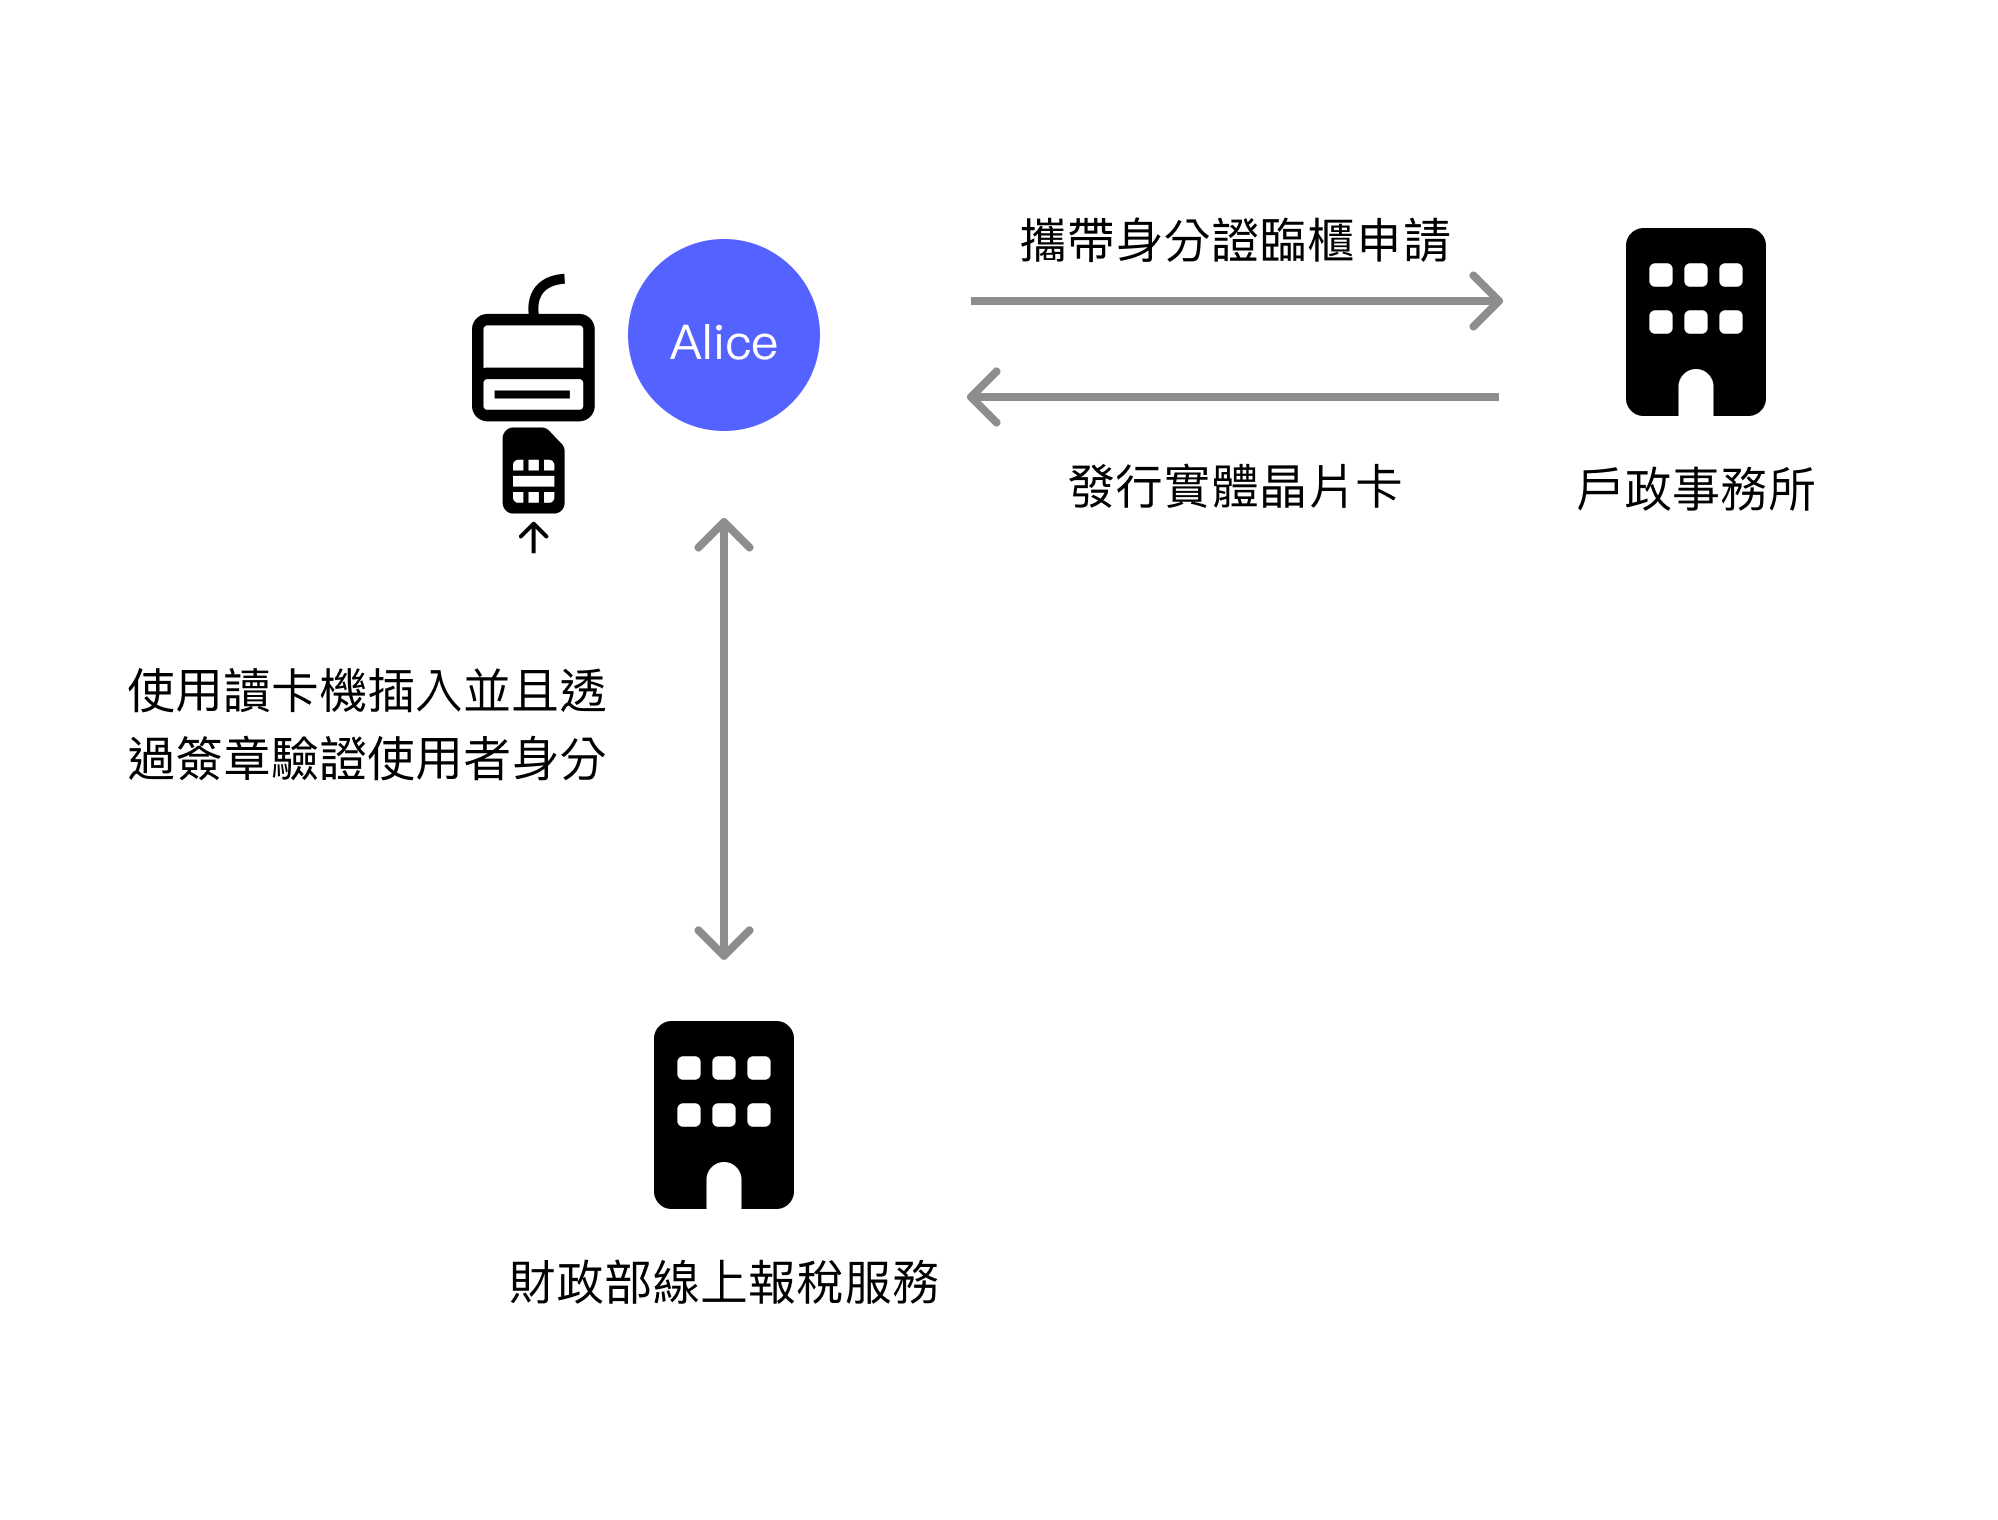 攜帶身分證臨櫃申請
Alice
發行實體晶片卡
戶政事務所
使用讀卡機插入並且透
過簽章驗證使用者身分
財政部線上報稅服務